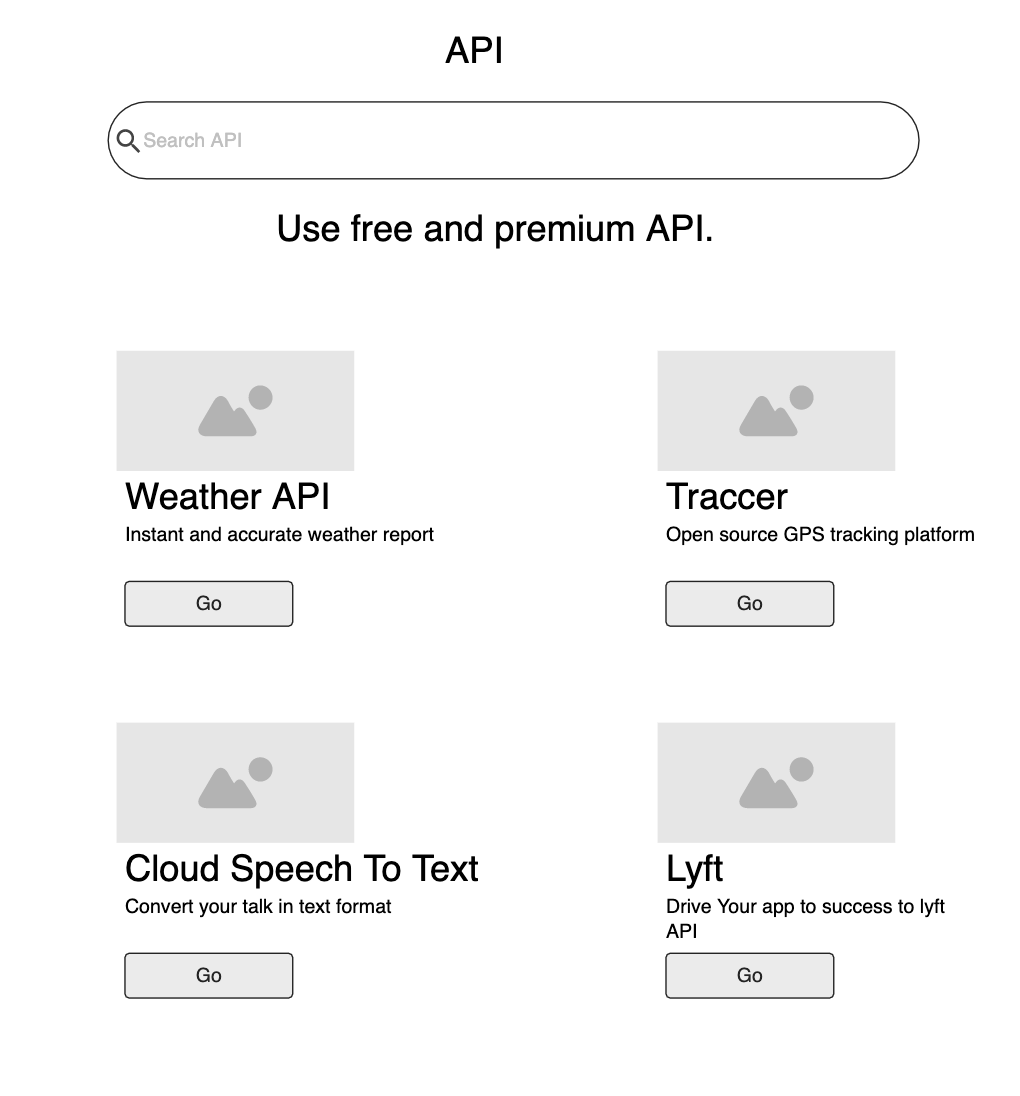 API
Search API
Use free and premium API.
Weather API
Instant and accurate weather report
Go
Traccer
Open source GPS tracking platform
Go
Cloud Speech To Text
Convert your talk in text format
Go
Lyft
Drive Your app to success to lyft
API
Go